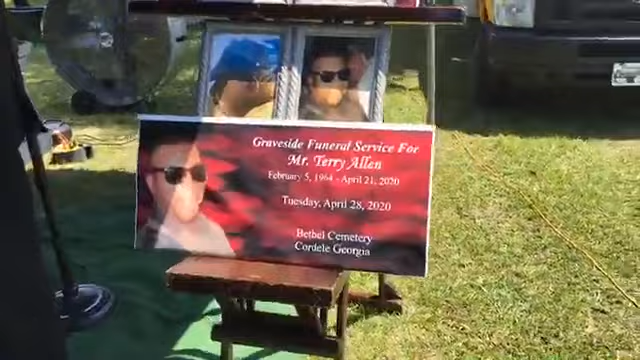 Graveside Funeral Service For
Mr. Terry Allen
February 5, 1964 - April 21, 2020
Tuesday, April 28, 2020
Bethel Cemetery
Cordele Georgia